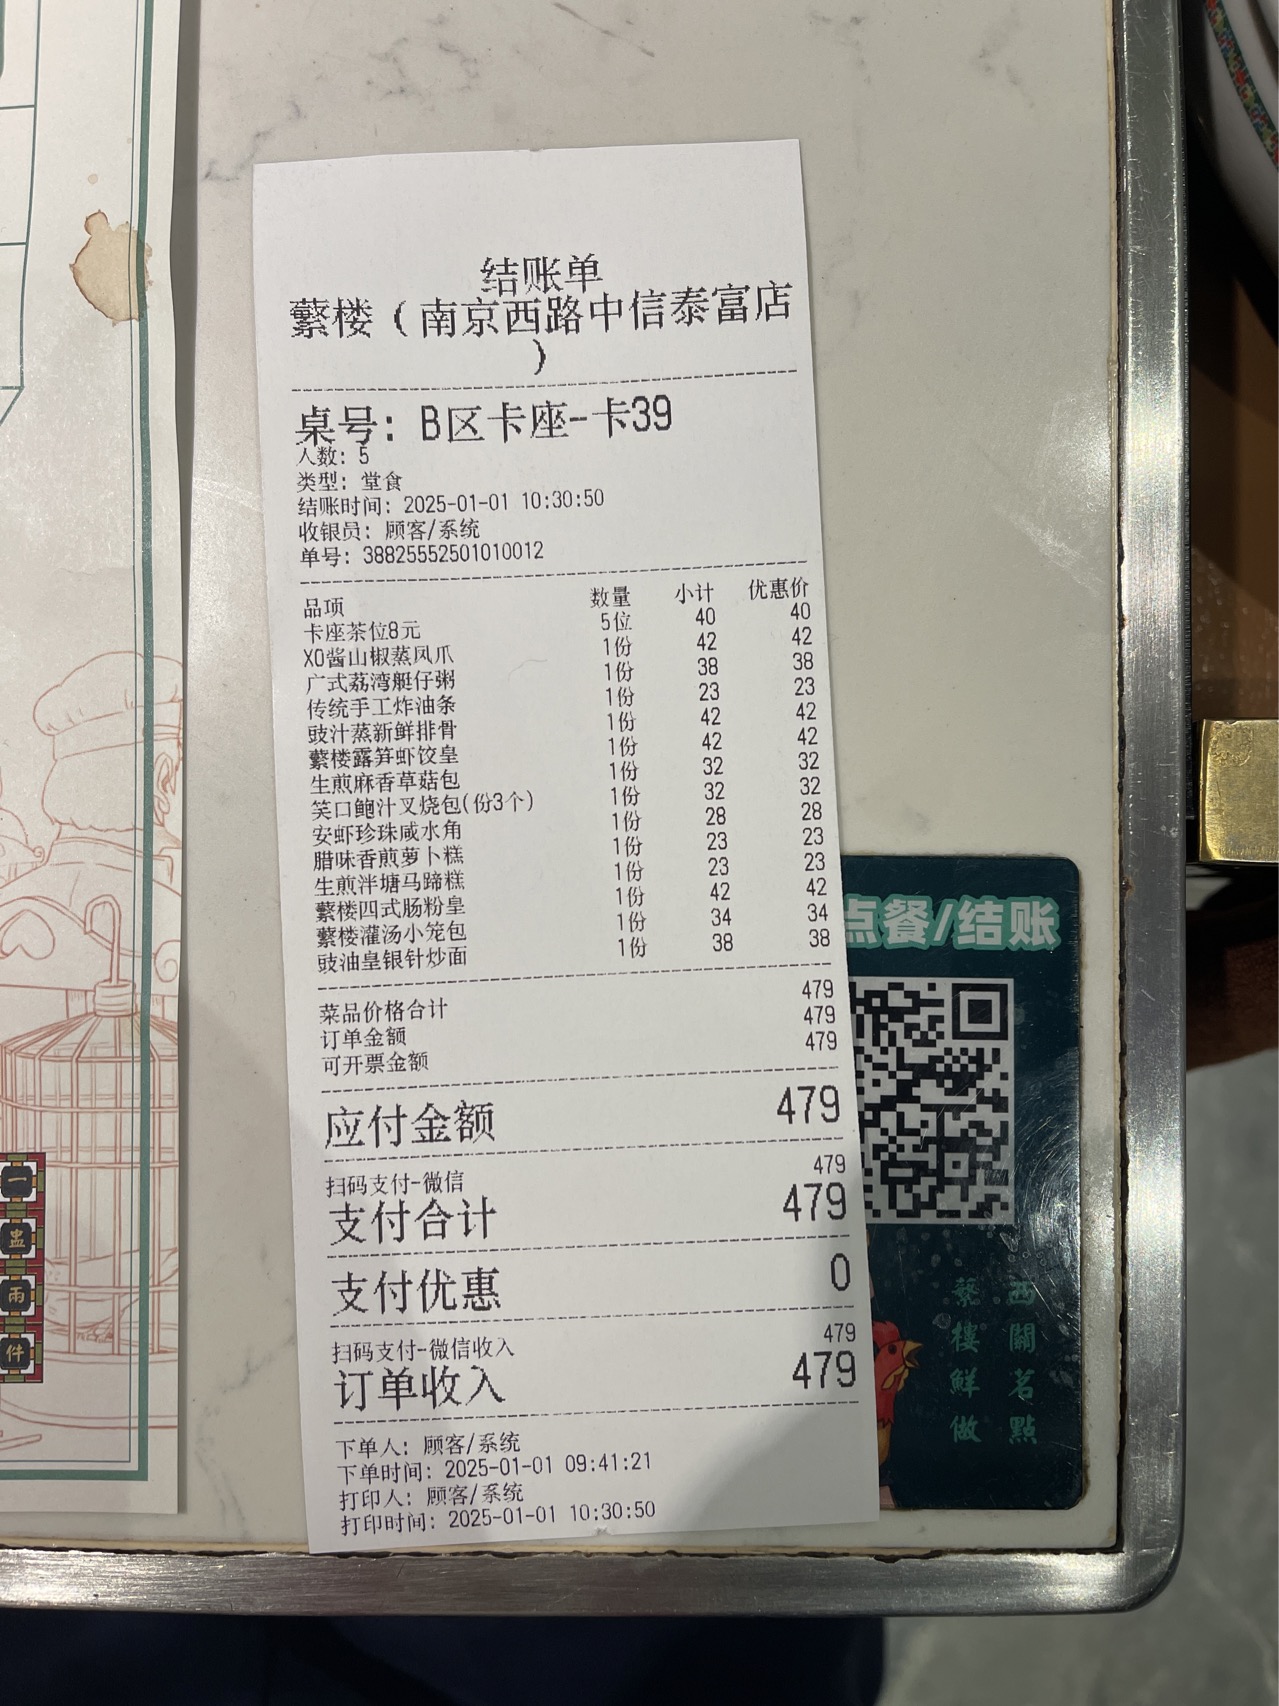 结账单
蘩楼（南京西路中信泰富店
）
桌号: B区卡座-卡39
人数: 5
类型: 堂食
结账时间: 2025-01-01 10:30:50
收银员: 顾客/系统
单号: 38825552501010012
品项 数量 小计 优惠价
卡座茶位8元 5位 40 40
XO酱山椒蒸凤爪 1份 42 42
广式荔湾艇仔粥 1份 38 38
传统手工炸油条 1份 23 23
豉汁蒸新鲜排骨 1份 42 42
蘩楼露笋虾饺皇 1份 42 42
生煎麻香草菇包 1份 32 32
笑口鲍汁叉烧包(份3个) 1份 32 32
安虾珍珠咸水角 1份 28 28
腊味香煎萝卜糕 1份 23 23
生煎泮塘马蹄糕 1份 23 23
蘩楼四式肠粉皇 1份 42 42
蘩楼灌汤小笼包 1份 34 34
豉油皇银针炒面 1份 38 38
菜品价格合计 479
订单金额 479
可开票金额 479
应付金额 479
扫码支付-微信 479
支付合计 479
支付优惠 0
扫码支付-微信收入 479
订单收入 479
下单人: 顾客/系统
下单时间: 2025-01-01 09:41:21
打印人: 顾客/系统
打印时间: 2025-01-01 10:30:50
点餐/结账
西關茗點
蘩樓鮮做
一盅兩件